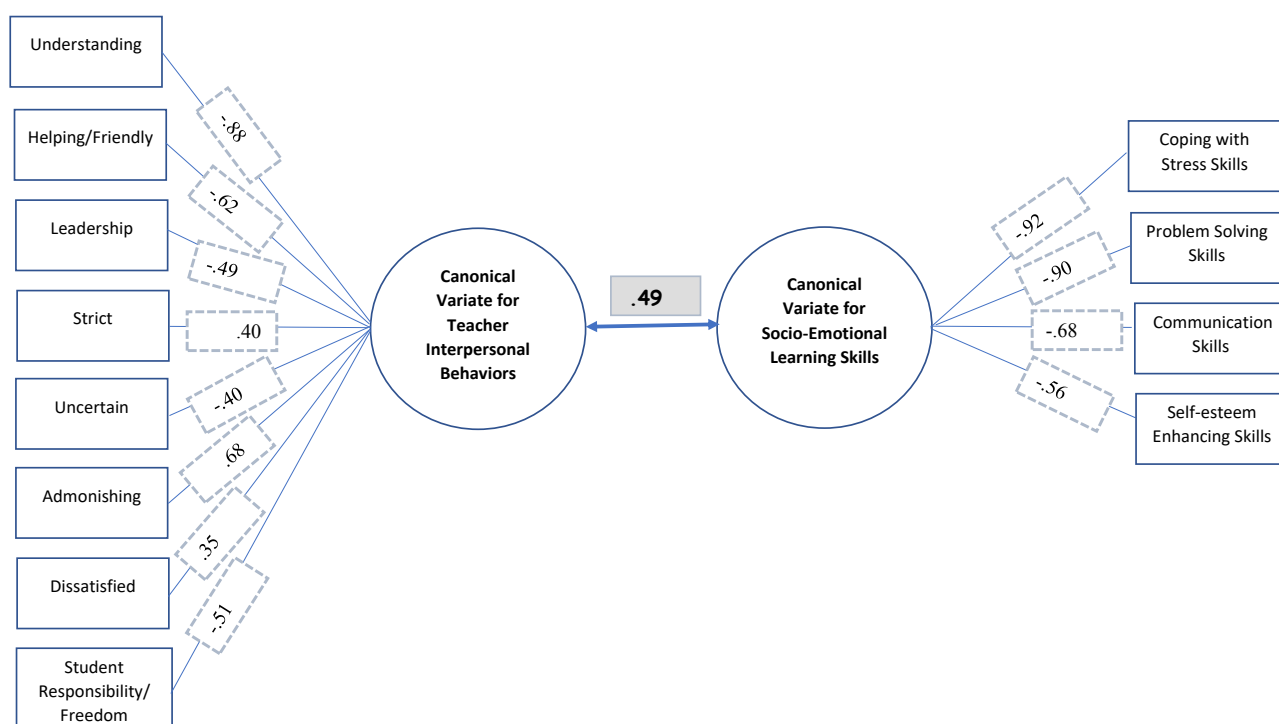 Understanding
-.88
Helping/Friendly
-.62
Leadership
-.49
Strict
.40
Uncertain
-.40
Admonishing
.68
Dissatisfied
.35
Student
Responsibility/
Freedom
-.51
Canonical
Variate for
Teacher
Interpersonal
Behaviors
.49
Canonical
Variate for
Socio-Emotional
Learning Skills
Coping with
Stress Skills
-.92
Problem Solving
Skills
-.90
Communication
Skills
-.68
Self-esteem
Enhancing Skills
-.56